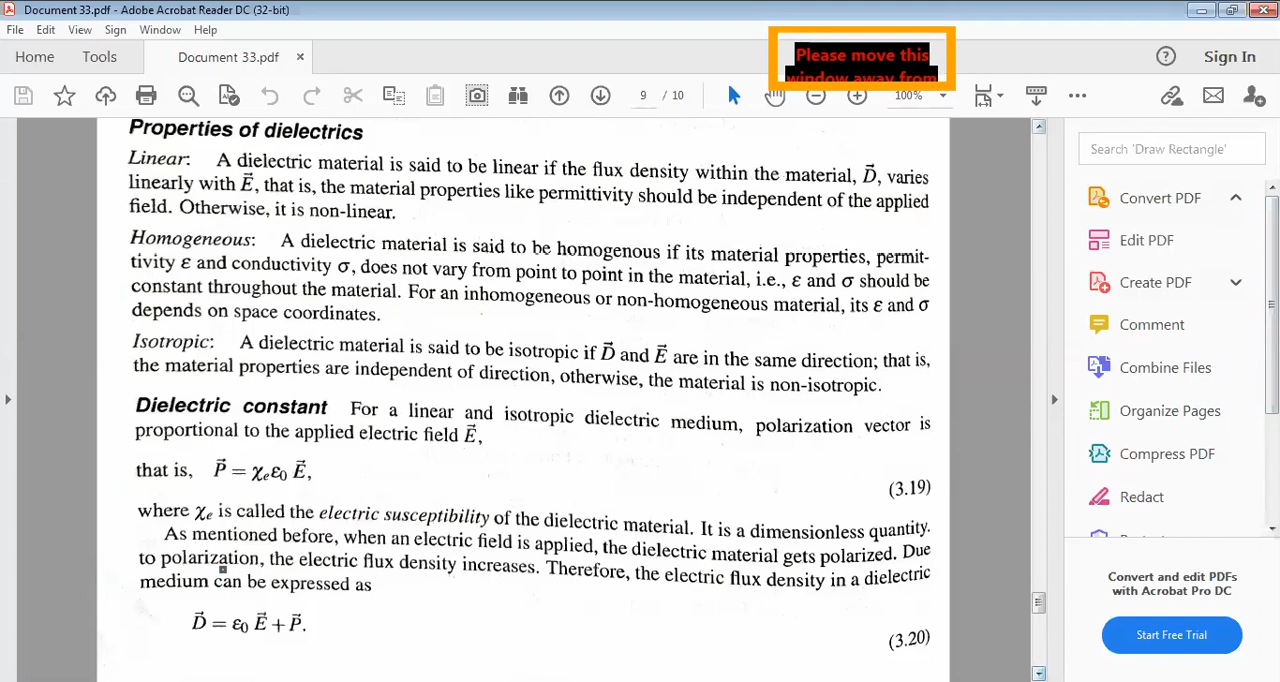 Document 33.pdf - Adobe Acrobat Reader DC (32-bit)
File Edit View Sign Window Help
Home Tools Document 33.pdf ×
Please move this
window away from
? Sign In
9 / 10
100%
Properties of dielectrics
Linear: A dielectric material is said to be linear if the flux density within the material, D⃗, varies
linearly with E⃗, that is, the material properties like permittivity should be independent of the applied
field. Otherwise, it is non-linear.
Homogeneous: A dielectric material is said to be homogenous if its material properties, permit-
tivity ε and conductivity σ, does not vary from point to point in the material, i.e., ε and σ should be
constant throughout the material. For an inhomogeneous or non-homogeneous material, its ε and σ
depends on space coordinates.
Isotropic: A dielectric material is said to be isotropic if D⃗ and E⃗ are in the same direction; that is,
the material properties are independent of direction, otherwise, the material is non-isotropic.
Dielectric constant For a linear and isotropic dielectric medium, polarization vector is
proportional to the applied electric field E⃗,
that is, P⃗ = χₑε₀ E⃗,
(3.19)
where χₑ is called the electric susceptibility of the dielectric material. It is a dimensionless quantity.
As mentioned before, when an electric field is applied, the dielectric material gets polarized. Due
to polarization, the electric flux density increases. Therefore, the electric flux density in a dielectric
medium can be expressed as
D⃗ = ε₀ E⃗ + P⃗.
(3.20)
Search 'Draw Rectangle'
Convert PDF
Edit PDF
Create PDF
Comment
Combine Files
Organize Pages
Compress PDF
Redact
Convert and edit PDFs
with Acrobat Pro DC
Start Free Trial